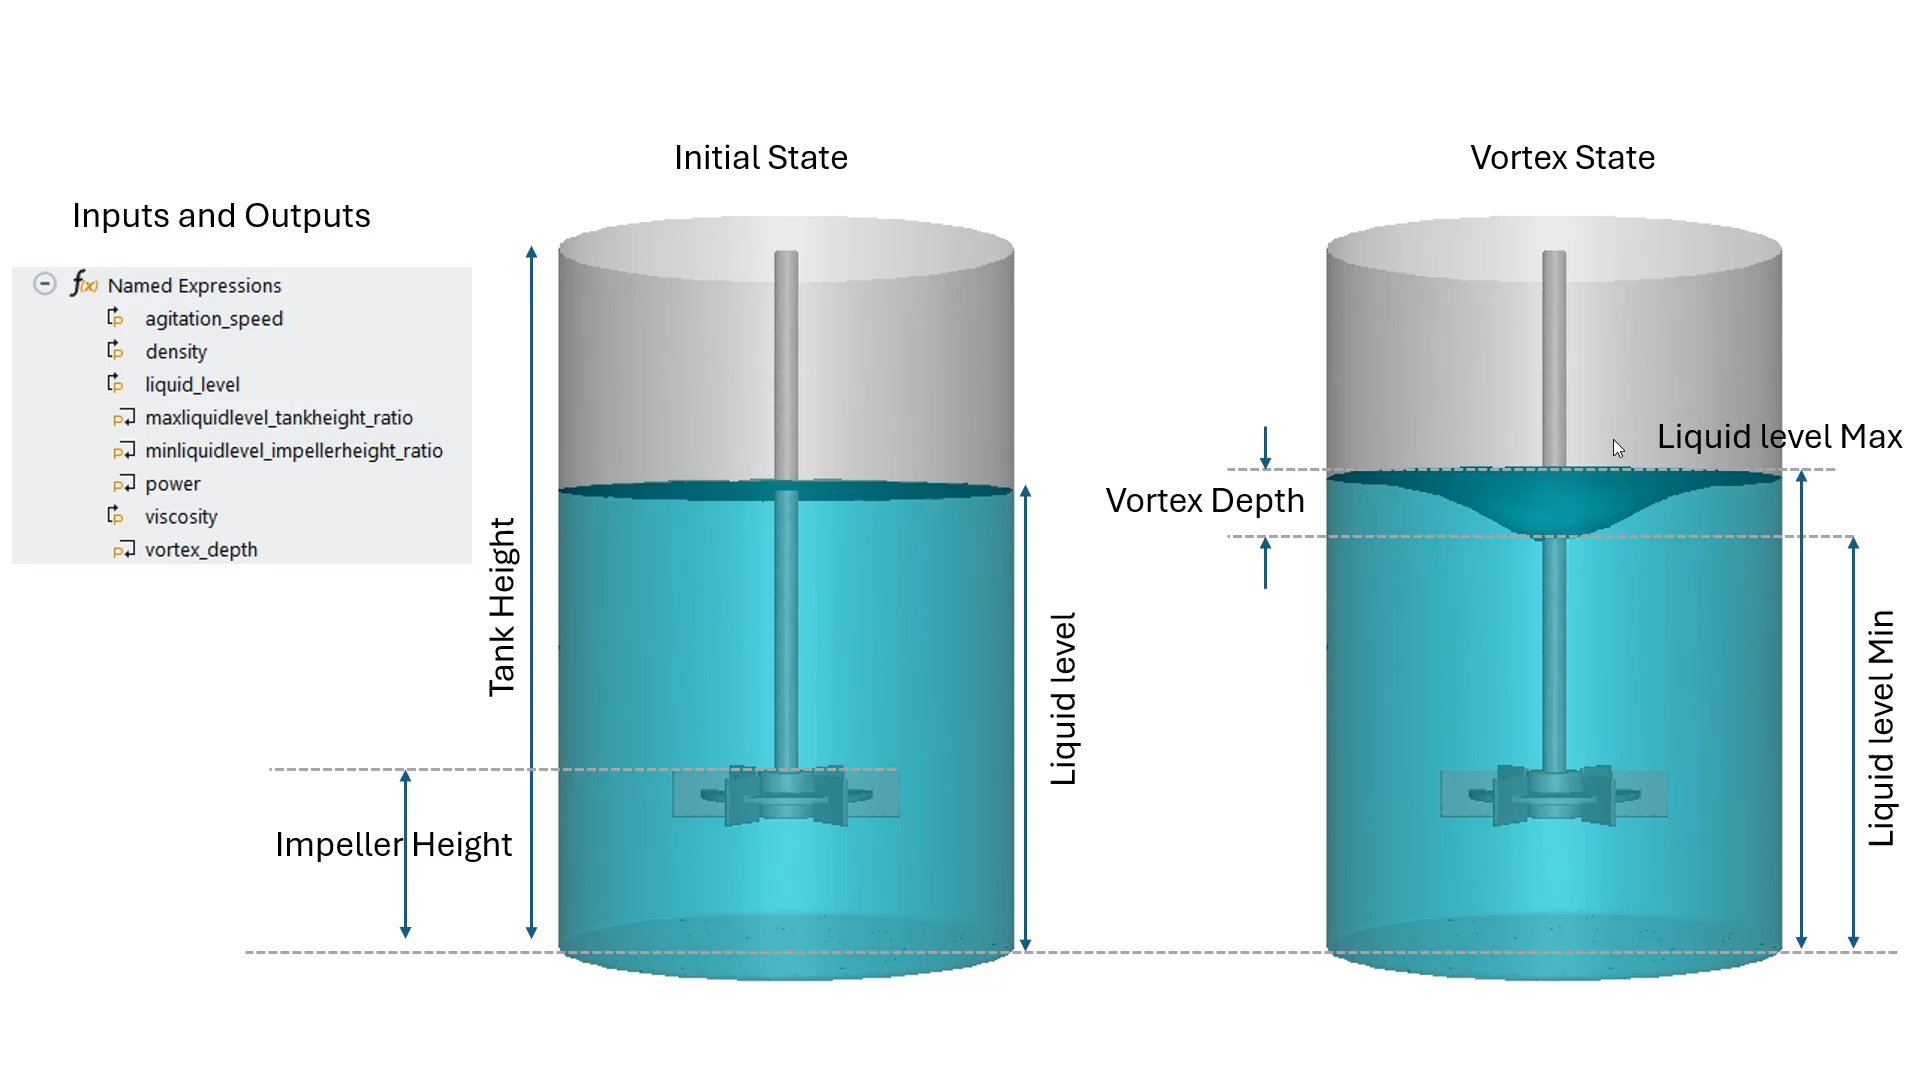 Initial State
Vortex State
Inputs and Outputs
f(x) Named Expressions
P agitation_speed
P density
P liquid_level
P maxliquidlevel_tankheight_ratio
P minliquidlevel_impellerheight_ratio
P power
P viscosity
P vortex_depth
Tank Height
Impeller Height
Liquid level
Vortex Depth
Liquid level Max
Liquid level Min